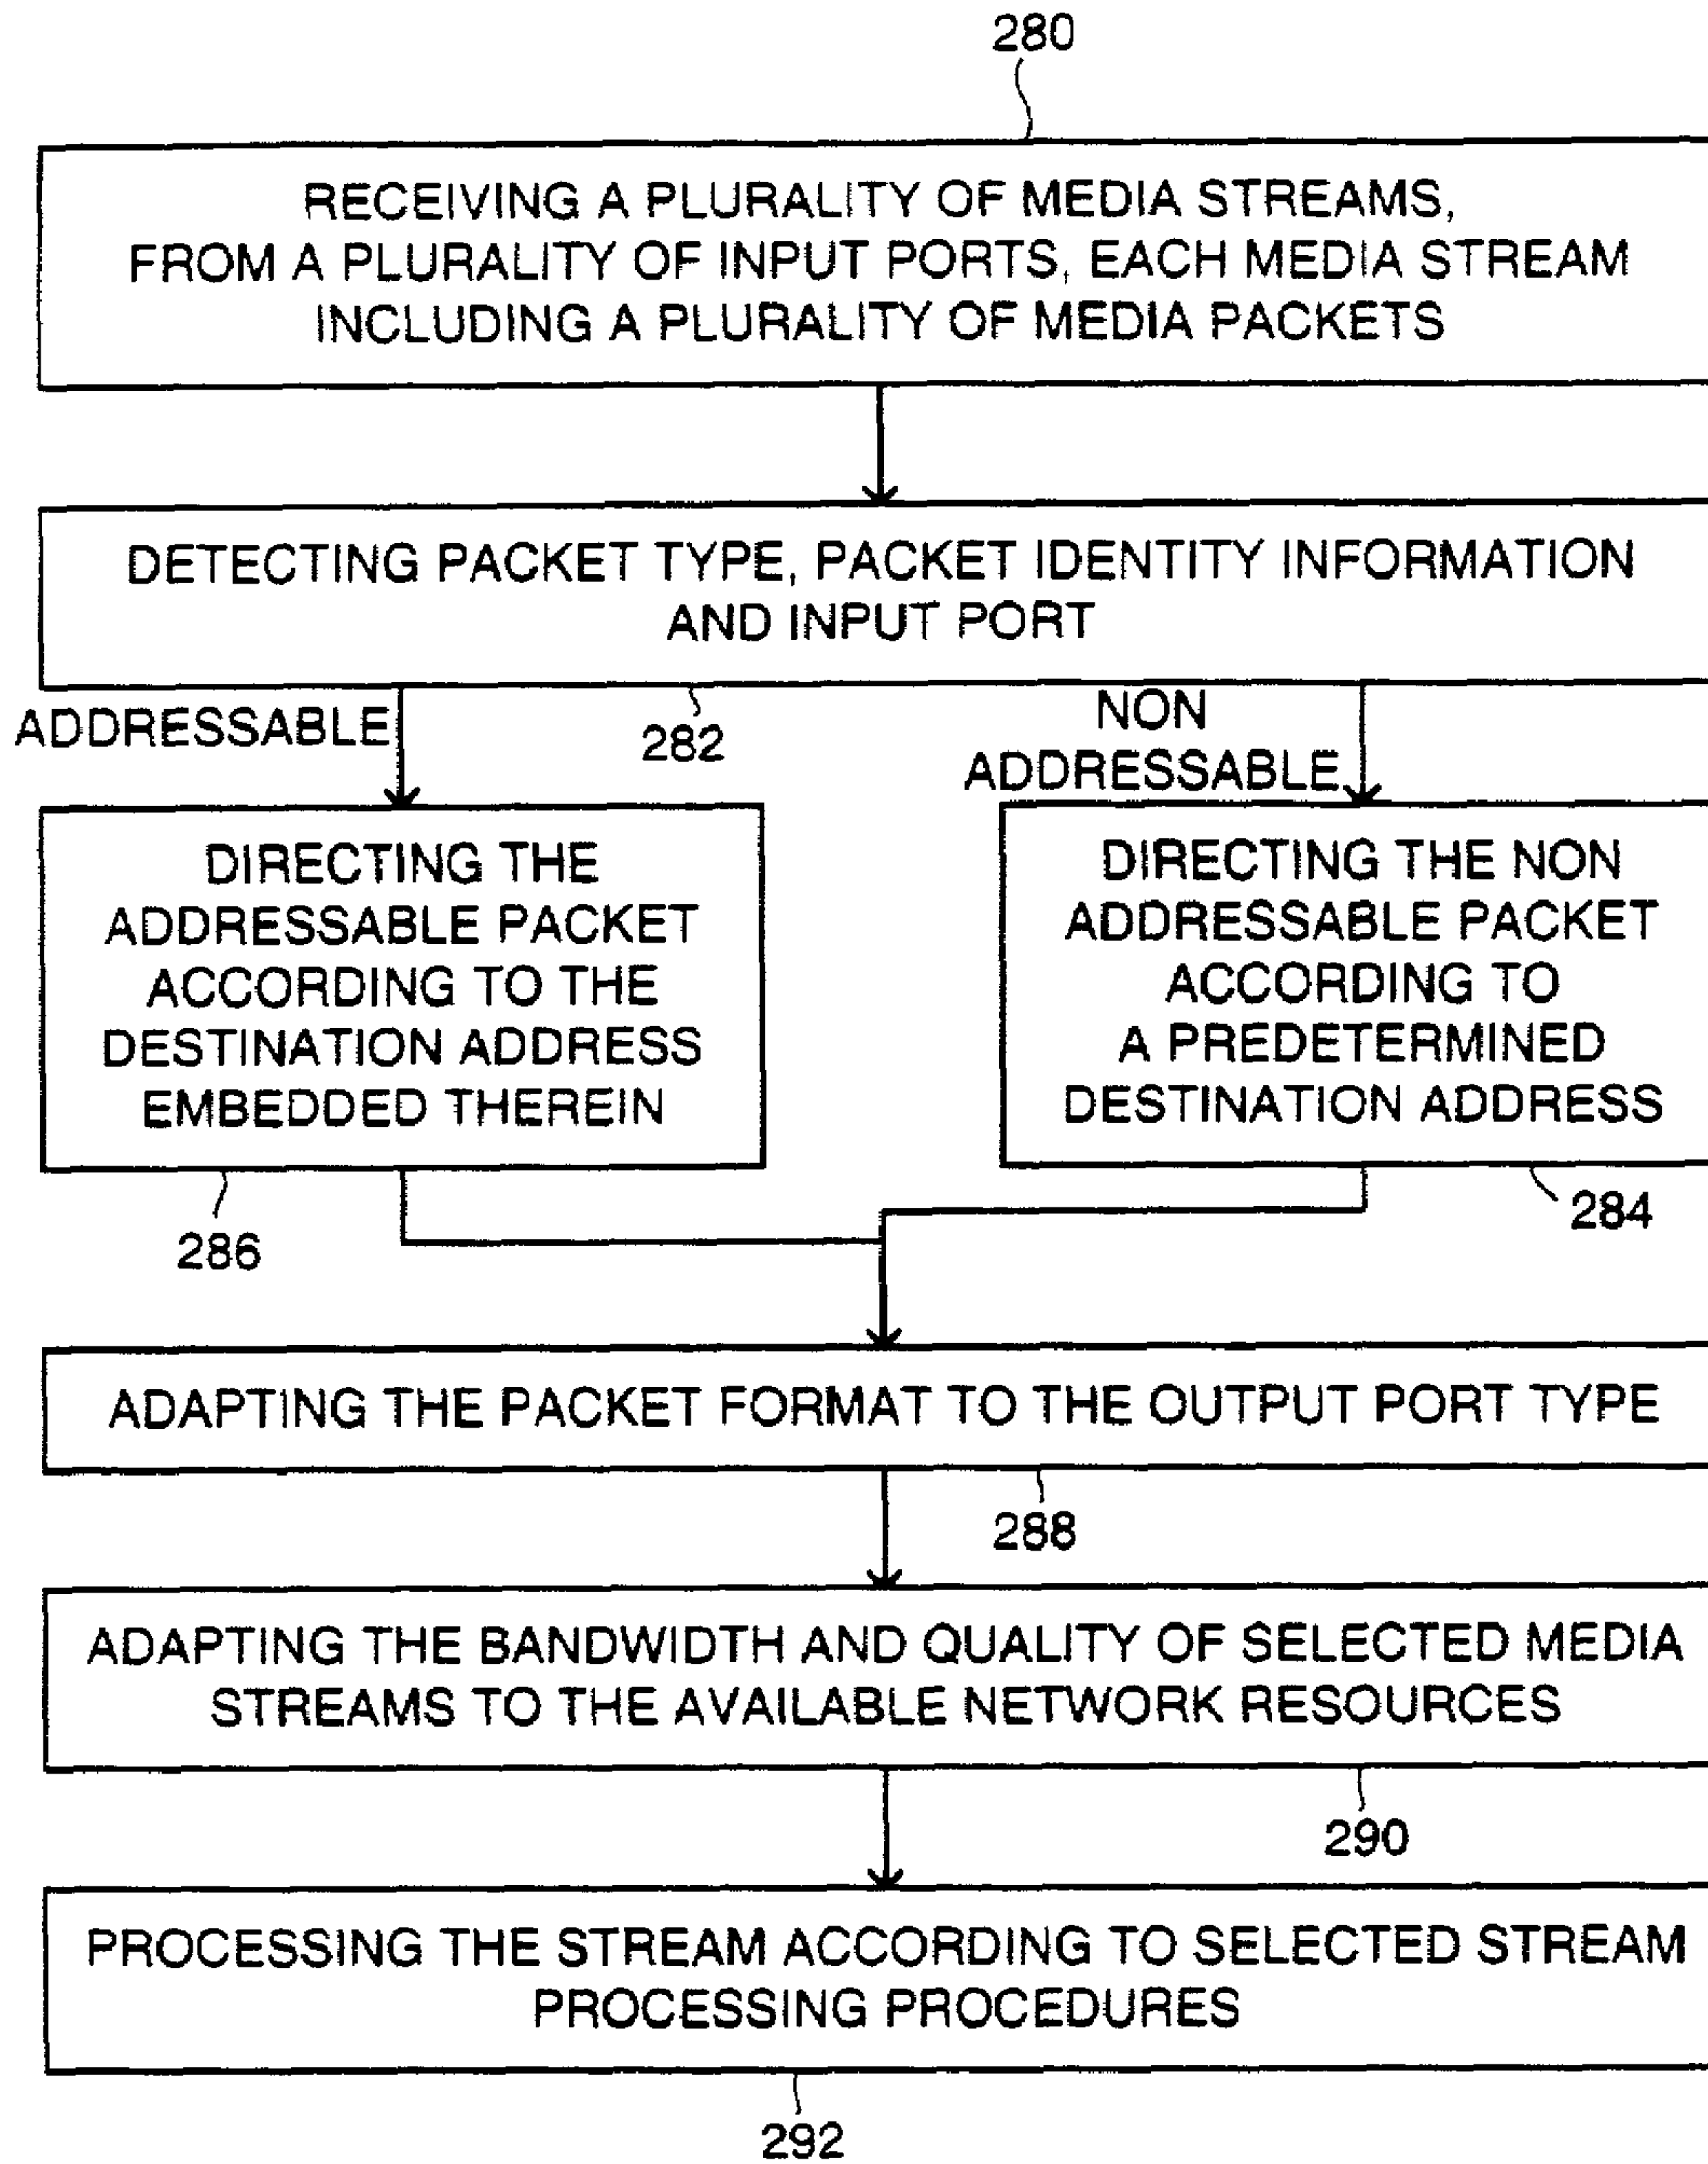 280
RECEIVING A PLURALITY OF MEDIA STREAMS,
FROM A PLURALITY OF INPUT PORTS, EACH MEDIA STREAM
INCLUDING A PLURALITY OF MEDIA PACKETS
DETECTING PACKET TYPE, PACKET IDENTITY INFORMATION
AND INPUT PORT
ADDRESSABLE
282
NON
ADDRESSABLE
DIRECTING THE
ADDRESSABLE PACKET
ACCORDING TO THE
DESTINATION ADDRESS
EMBEDDED THEREIN
286
DIRECTING THE NON
ADDRESSABLE PACKET
ACCORDING TO
A PREDETERMINED
DESTINATION ADDRESS
284
ADAPTING THE PACKET FORMAT TO THE OUTPUT PORT TYPE
288
ADAPTING THE BANDWIDTH AND QUALITY OF SELECTED MEDIA
STREAMS TO THE AVAILABLE NETWORK RESOURCES
290
PROCESSING THE STREAM ACCORDING TO SELECTED STREAM
PROCESSING PROCEDURES
292